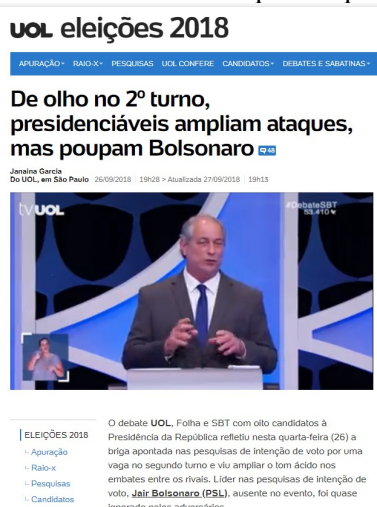 UOL eleições 2018
APURAÇÃO RAIO-X PESQUISAS UOL CONFERE CANDIDATOS DEBATES E SABATINAS
De olho no 2º turno,
presidenciáveis ampliam ataques,
mas poupam Bolsonaro 48
Janaina Garcia
Do UOL, em São Paulo 26/09/2018 19h28 > Atualizada 27/09/2018 19h13
tvUOL
#DebateSBT
53.410
O debate UOL, Folha e SBT com oito candidatos à
Presidência da República refletiu nesta quarta-feira (26) a
briga apontada nas pesquisas de intenção de voto por uma
vaga no segundo turno e viu ampliar o tom ácido nos
embates entre os rivais. Líder nas pesquisas de intenção de
voto, Jair Bolsonaro (PSL), ausente no evento, foi quase
ignorado pelos adversários
ELEIÇÕES 2018
Apuração
Raio-x
Pesquisas
Candidatos